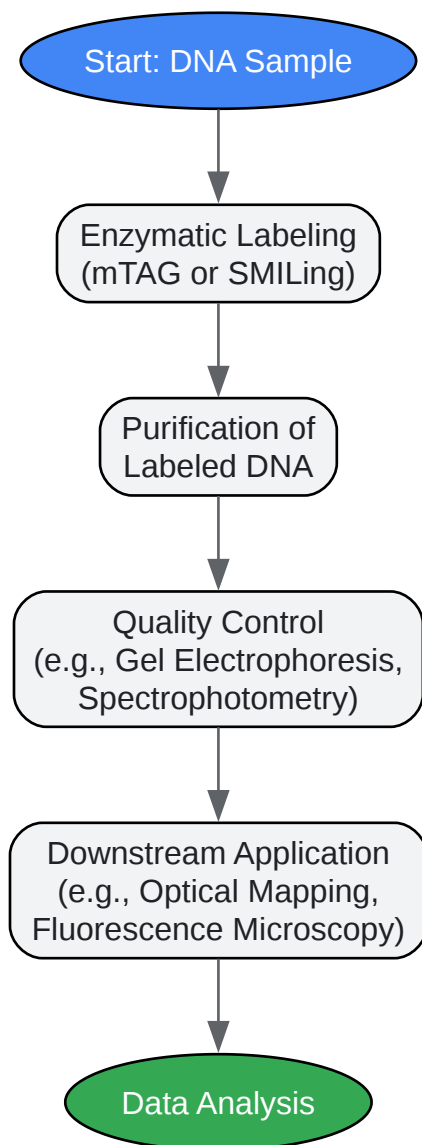 Start: DNA Sample
Enzymatic Labeling
(mTAG or SMILing)
Purification of
Labeled DNA
Quality Control
(e.g., Gel Electrophoresis,
Spectrophotometry)
Downstream Application
(e.g., Optical Mapping,
Fluorescence Microscopy)
Data Analysis